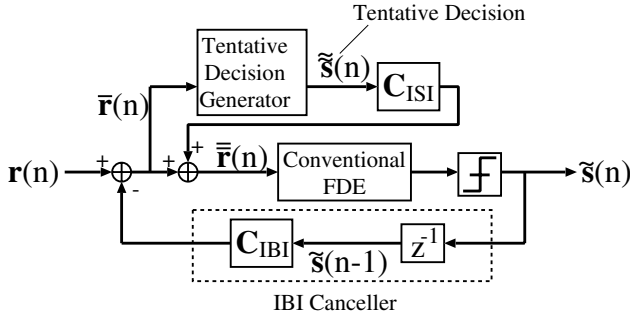 Tentative Decision
Tentative
Decision
Generator
s̃̃(n)
C_ISI
r̄(n)
+
r(n)
+
+
r̿(n)
Conventional
FDE
s̃(n)
-
C_IBI
s̃(n-1)
z⁻¹
IBI Canceller